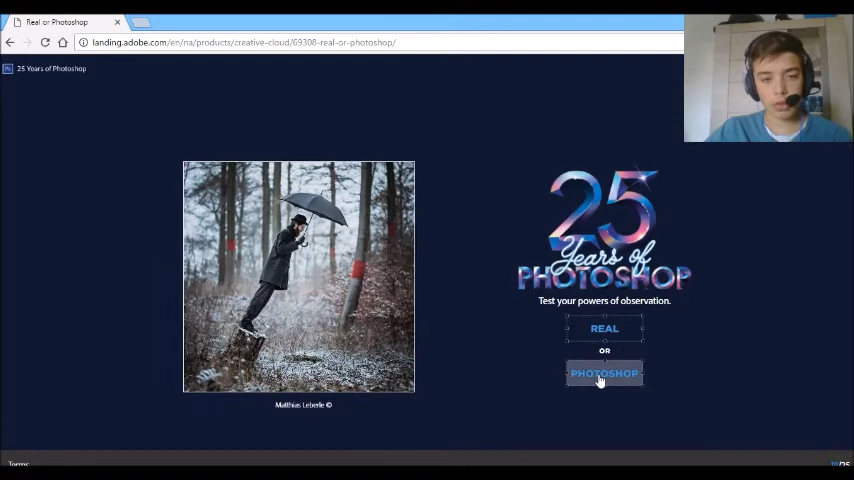 Real or Photoshop
landing.adobe.com/en/na/products/creative-cloud/69308-real-or-photoshop/
Ps 25 Years of Photoshop
25
Years of
PHOTOSHOP
Test your powers of observation.
REAL
OR
PHOTOSHOP
Matthias Leberle ©
Terms